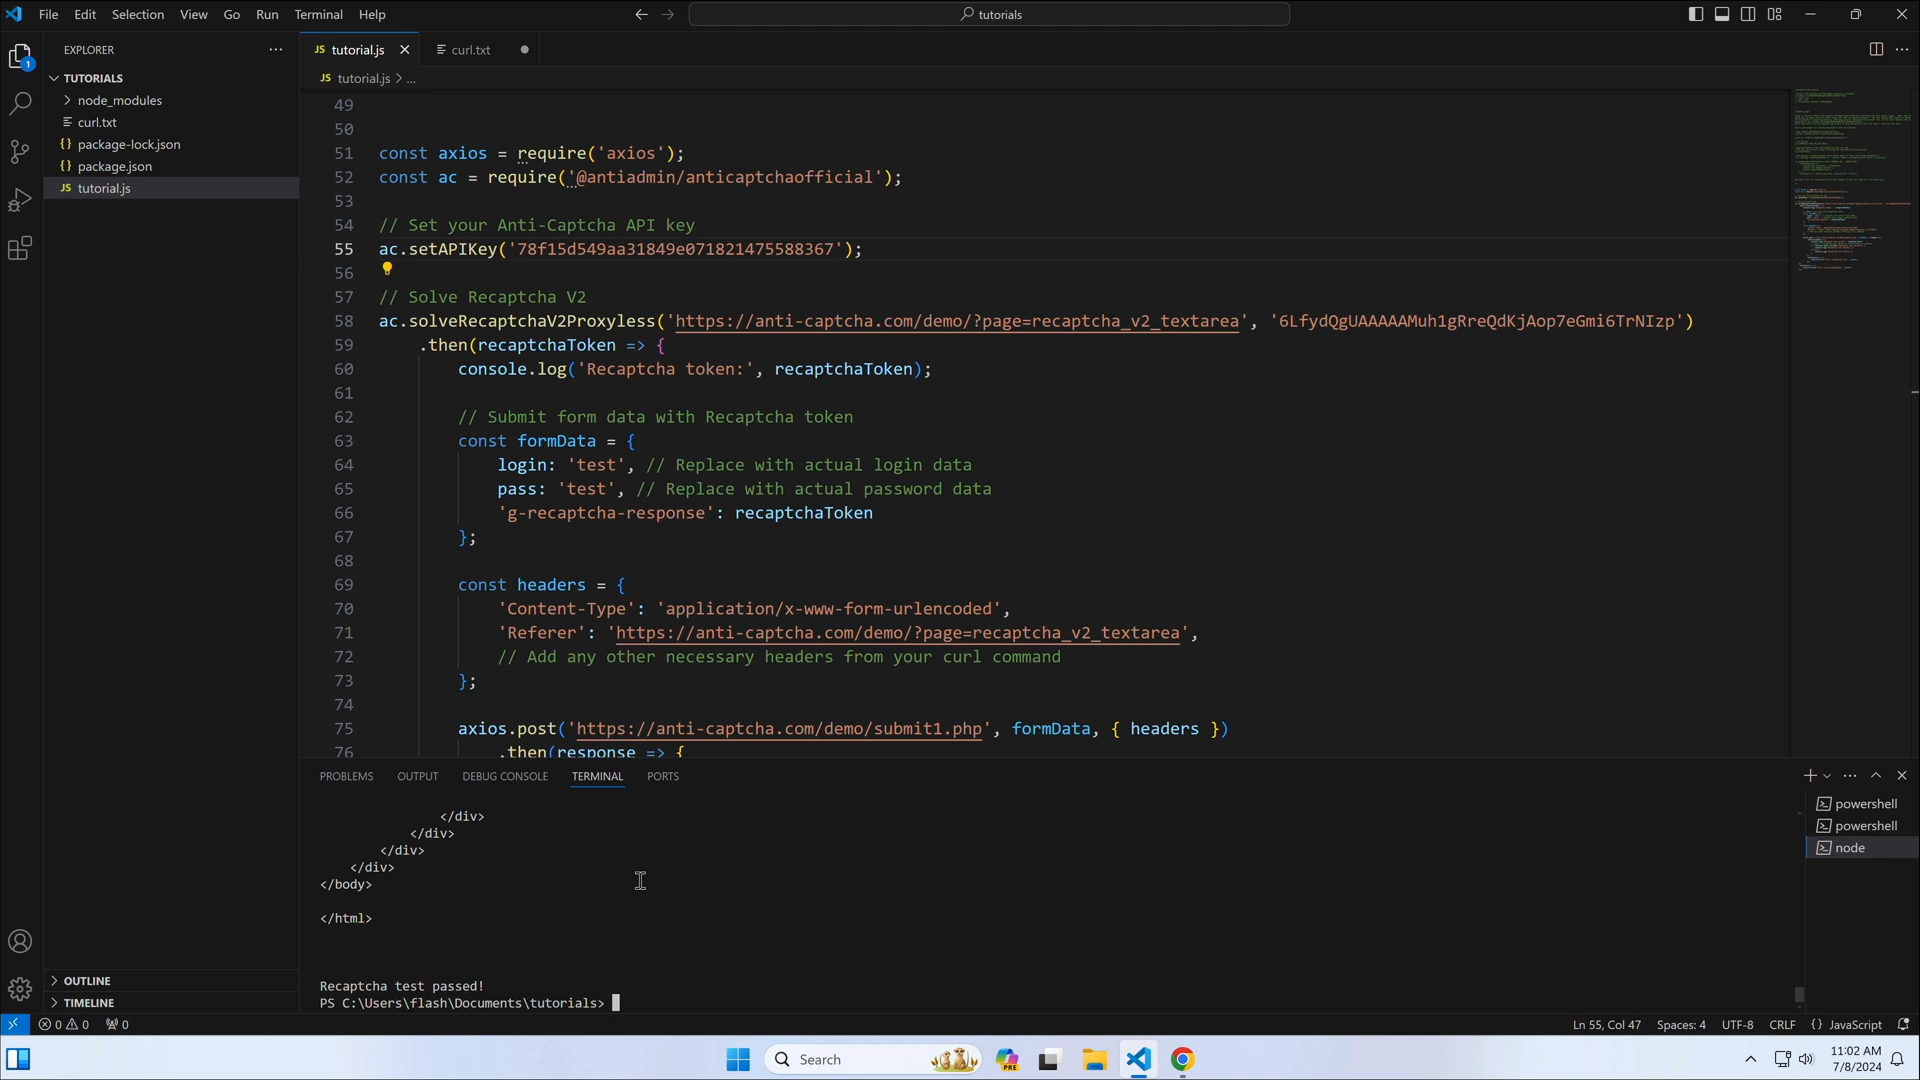 File Edit Selection View Go Run Terminal Help
tutorials
EXPLORER
TUTORIALS
node_modules
curl.txt
package-lock.json
package.json
JS tutorial.js
1
JS tutorial.js
curl.txt
JS tutorial.js > ...
49
50
51 const axios = require('axios');
52 const ac = require('@antiadmin/anticaptchaofficial');
53
54 // Set your Anti-Captcha API key
55 ac.setAPIKey('78f15d549aa31849e071821475588367');
56
57 // Solve Recaptcha V2
58 ac.solveRecaptchaV2Proxyless('https://anti-captcha.com/demo/?page=recaptcha_v2_textarea', '6LfydQgUAAAAAMuh1gRreQdKjAop7eGmi6TrNIzp')
59 .then(recaptchaToken => {
60 console.log('Recaptcha token:', recaptchaToken);
61
62 // Submit form data with Recaptcha token
63 const formData = {
64 login: 'test', // Replace with actual login data
65 pass: 'test', // Replace with actual password data
66 'g-recaptcha-response': recaptchaToken
67 };
68
69 const headers = {
70 'Content-Type': 'application/x-www-form-urlencoded',
71 'Referer': 'https://anti-captcha.com/demo/?page=recaptcha_v2_textarea',
72 // Add any other necessary headers from your curl command
73 };
74
75 axios.post('https://anti-captcha.com/demo/submit1.php', formData, { headers })
76 .then(response => {
PROBLEMS OUTPUT DEBUG CONSOLE TERMINAL PORTS
</div>
</div>
</div>
</div>
</body>
</html>
Recaptcha test passed!
PS C:\Users\flash\Documents\tutorials>
powershell
powershell
node
OUTLINE
TIMELINE
0 0 0
Ln 55, Col 47 Spaces: 4 UTF-8 CRLF {} JavaScript
Search
PRE
11:02 AM
7/8/2024